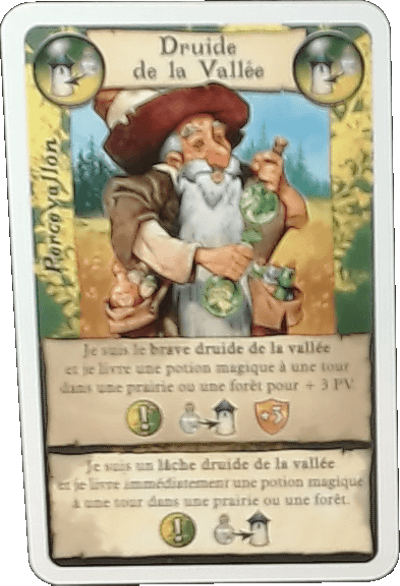 Druide
de la Vallée
Porcovallon
Je suis le brave druide de la vallée
et je livre une potion magique à une tour
dans une prairie ou une forêt pour + 3 PV.
+3
Je suis un lâche druide de la vallée
et je livre immédiatement une potion magique
à une tour dans une prairie ou une forêt.